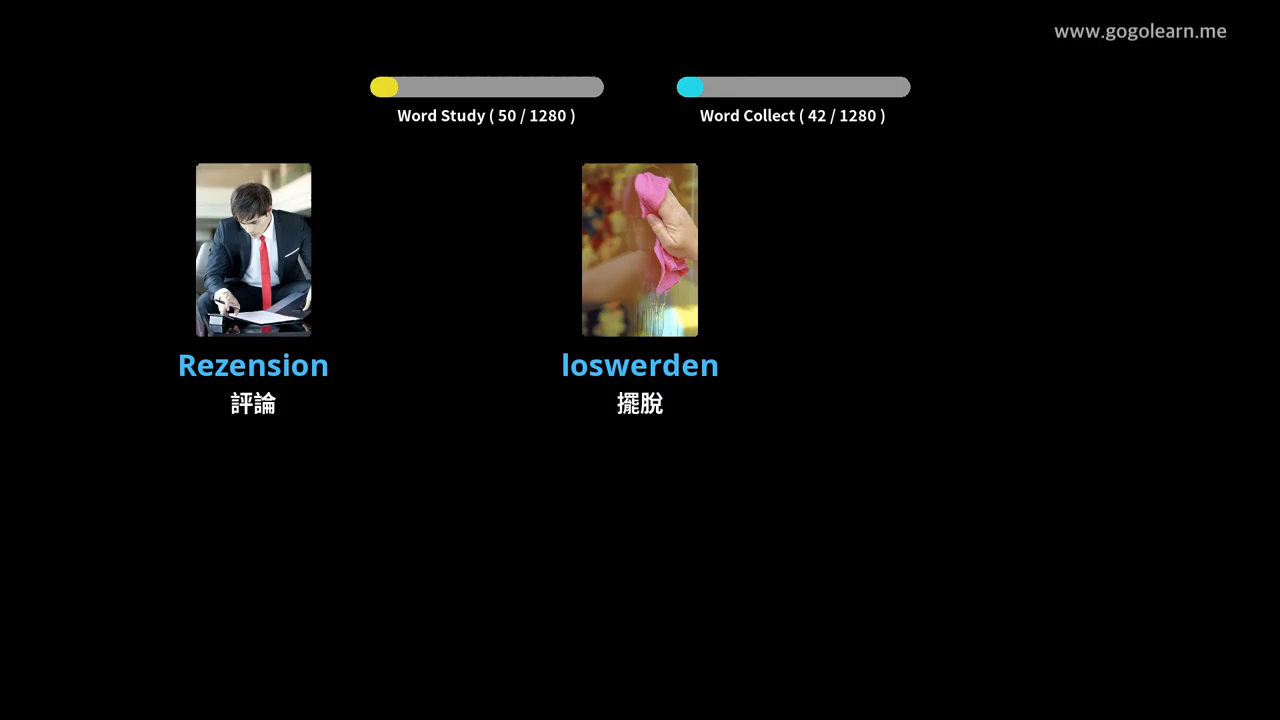 www.gogolearn.me
Word Study ( 50 / 1280 )
Word Collect ( 42 / 1280 )
Rezension
評論
loswerden
擺脫